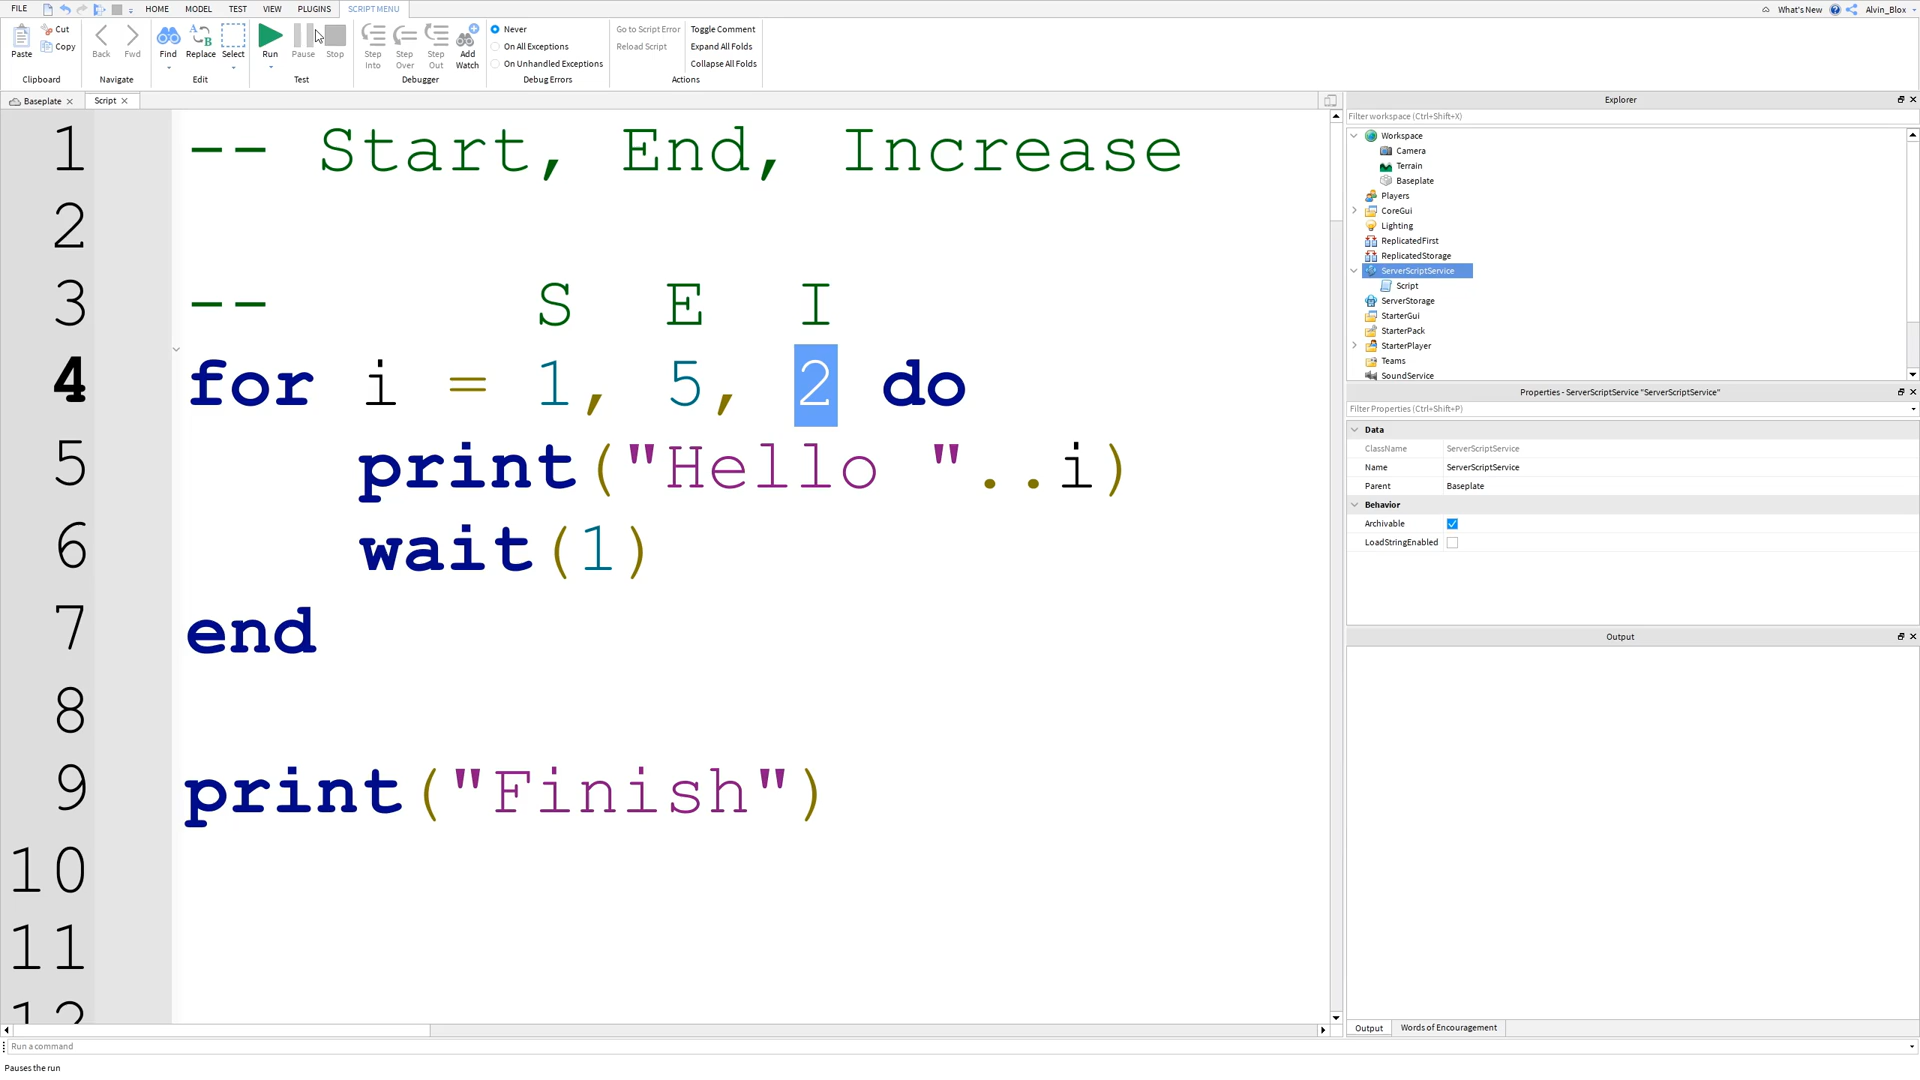 FILE HOME MODEL TEST VIEW PLUGINS SCRIPT MENU What's New Alvin_Blox
Paste Cut Copy Back Fwd Find Replace Select Run Pause Stop Step Into Step Over Step Out Add Watch Never On All Exceptions On Unhandled Exceptions Go to Script Error Reload Script Toggle Comment Expand All Folds Collapse All Folds
Clipboard Navigate Edit Test Debugger Debug Errors Actions
Baseplate Script
1 -- Start, End, Increase
2
3 -- S E I
4 for i = 1, 5, 2 do
5 print("Hello "..i)
6 wait(1)
7 end
8
9 print("Finish")
10
11
12
Explorer
Filter workspace (Ctrl+Shift+X)
Workspace
Camera
Terrain
Baseplate
Players
CoreGui
Lighting
ReplicatedFirst
ReplicatedStorage
ServerScriptService
Script
ServerStorage
StarterGui
StarterPack
StarterPlayer
Teams
SoundService
Properties - ServerScriptService "ServerScriptService"
Filter Properties (Ctrl+Shift+P)
Data
ClassName ServerScriptService
Name ServerScriptService
Parent Baseplate
Behavior
Archivable
LoadStringEnabled
Output
Output Words of Encouragement
Run a command
Pauses the run